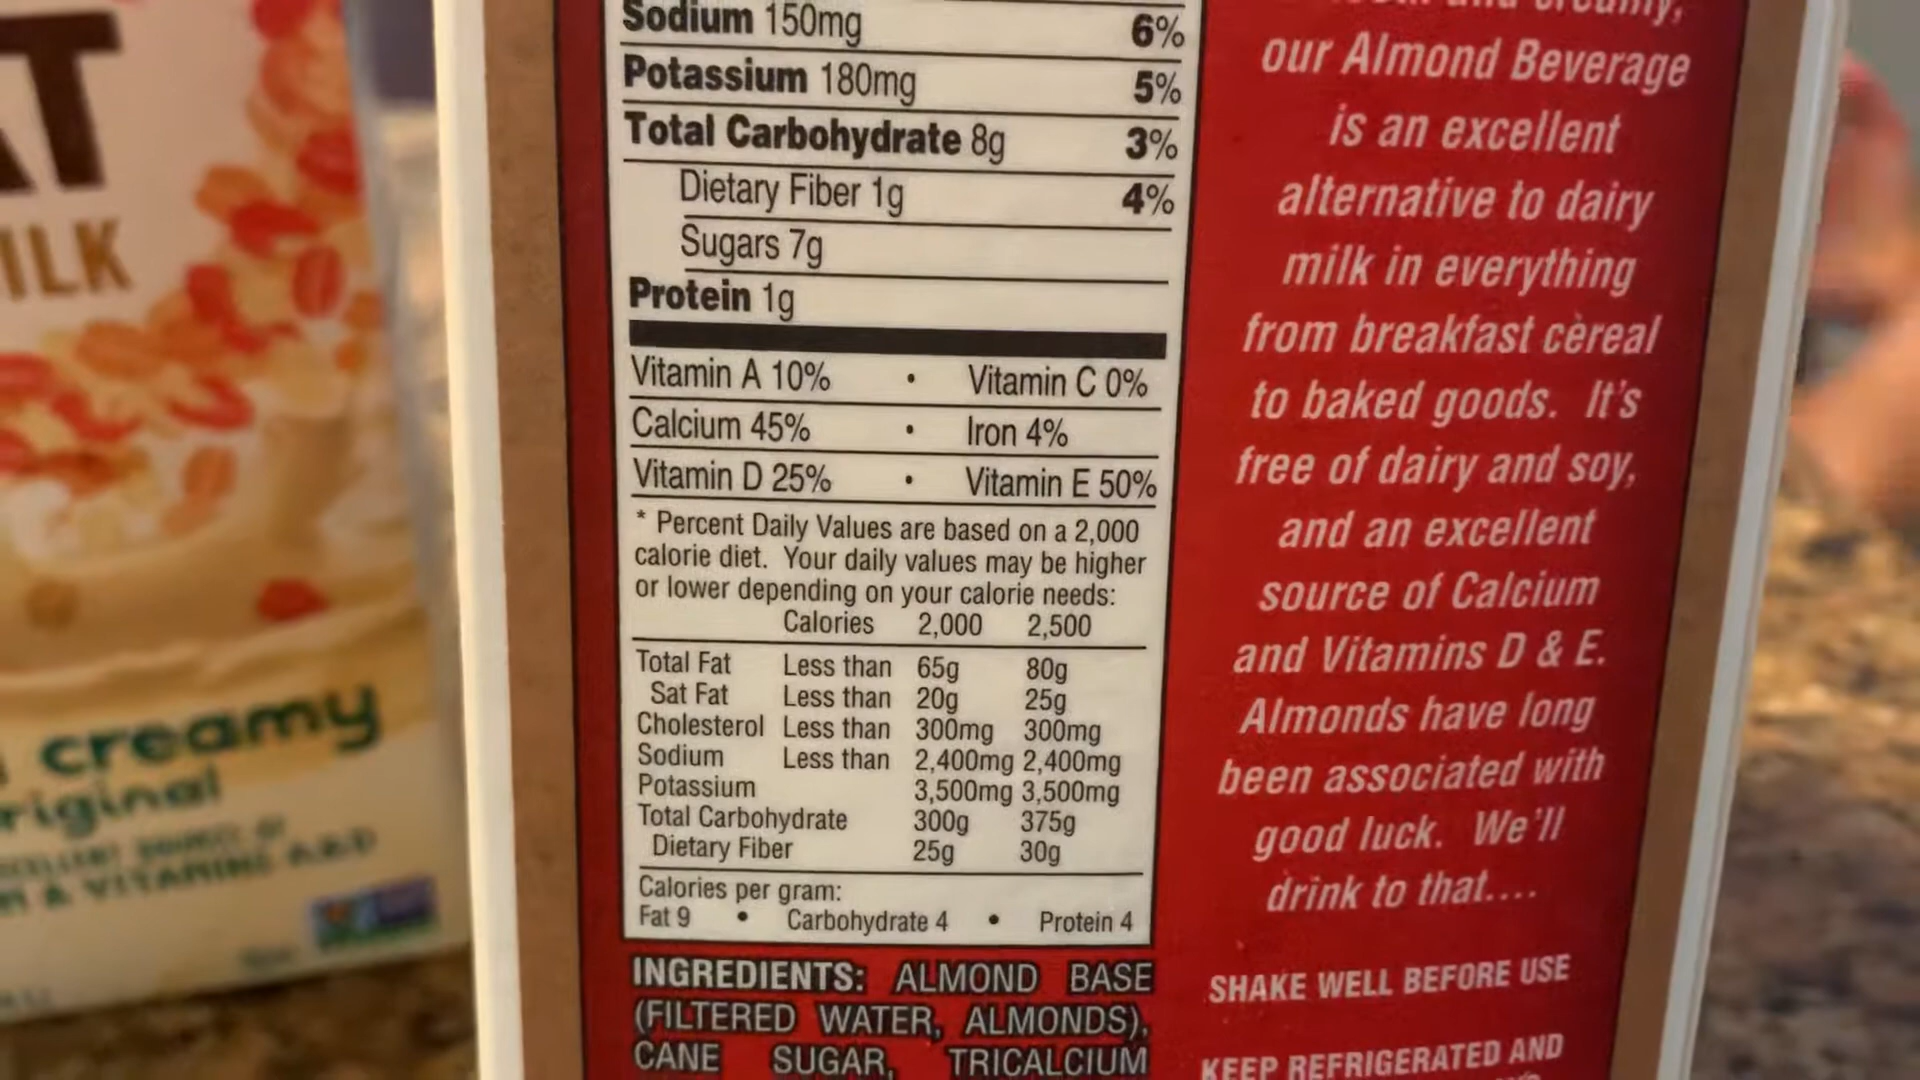 AT
ILK
creamy
riginal
& VITAMINS A & D
Sodium 150mg 6%
Potassium 180mg 5%
Total Carbohydrate 8g 3%
Dietary Fiber 1g 4%
Sugars 7g
Protein 1g
Vitamin A 10% • Vitamin C 0%
Calcium 45% • Iron 4%
Vitamin D 25% • Vitamin E 50%
* Percent Daily Values are based on a 2,000
calorie diet. Your daily values may be higher
or lower depending on your calorie needs:
Calories 2,000 2,500
Total Fat Less than 65g 80g
Sat Fat Less than 20g 25g
Cholesterol Less than 300mg 300mg
Sodium Less than 2,400mg 2,400mg
Potassium 3,500mg 3,500mg
Total Carbohydrate 300g 375g
Dietary Fiber 25g 30g
Calories per gram:
Fat 9 • Carbohydrate 4 • Protein 4
INGREDIENTS: ALMOND BASE
(FILTERED WATER, ALMONDS),
CANE SUGAR, TRICALCIUM
and creamy,
our Almond Beverage
is an excellent
alternative to dairy
milk in everything
from breakfast cereal
to baked goods. It's
free of dairy and soy,
and an excellent
source of Calcium
and Vitamins D & E.
Almonds have long
been associated with
good luck. We'll
drink to that....
SHAKE WELL BEFORE USE
KEEP REFRIGERATED AND